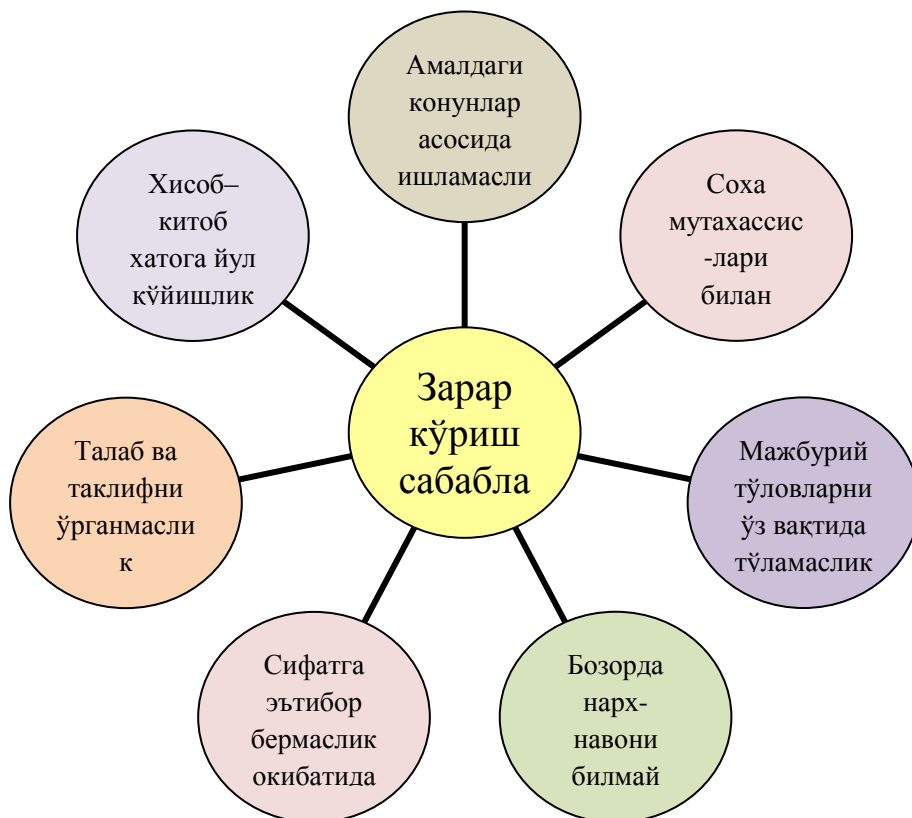 Амалдаги
конунлар
асосида
ишламасли
Соха
мутахассис
-лари
билан
Мажбурий
тўловларни
ўз вақтида
тўламаслик
Бозорда
нарх-
навони
билмай
Сифатга
эътибор
бермаслик
окибатида
Талаб ва
таклифни
ўрганмасли
к
Хисоб–
китоб
хатога йул
кўйишлик
Зарар
кўриш
сабабла